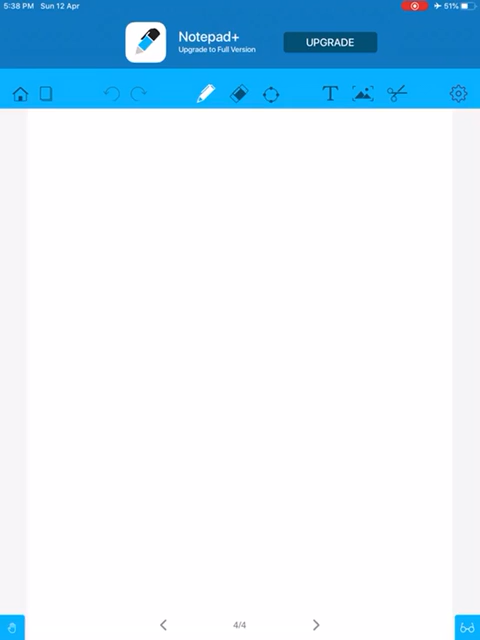 5:38 PM Sun 12 Apr 51%
Notepad+
Upgrade to Full Version
UPGRADE
T
4/4